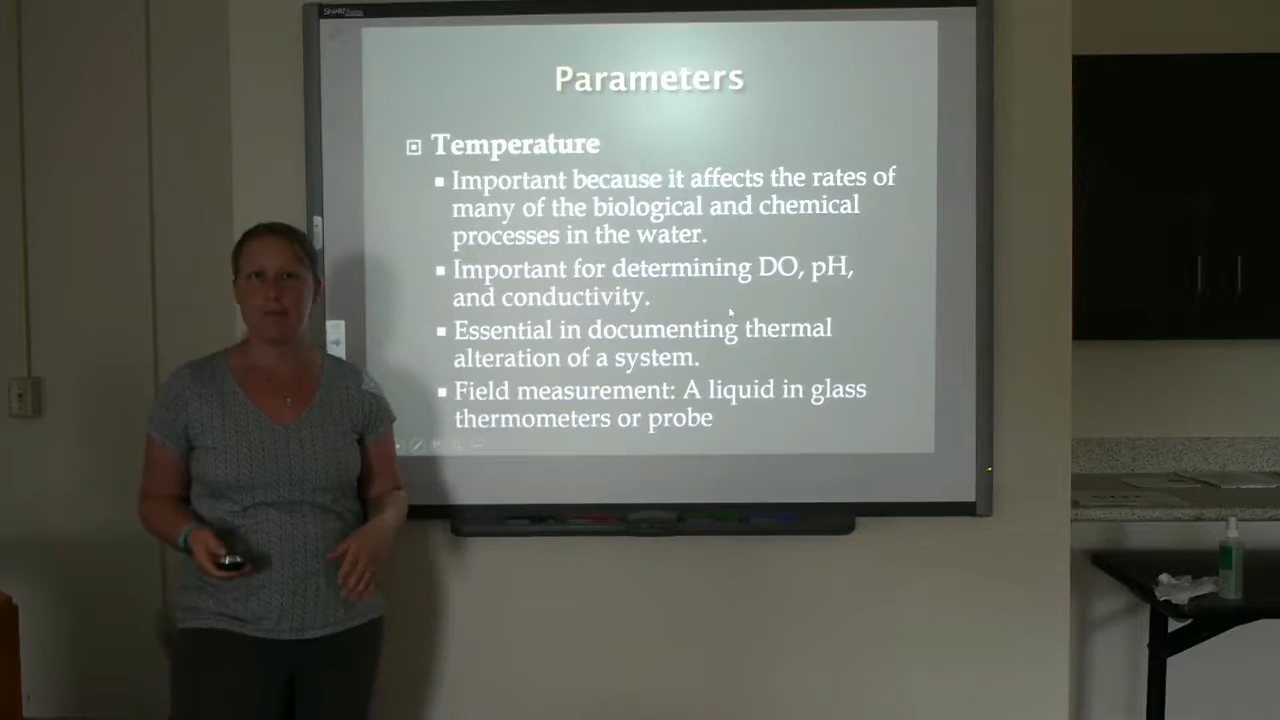 SMART
Parameters
Temperature
Important because it affects the rates of
many of the biological and chemical
processes in the water.
Important for determining DO, pH,
and conductivity.
Essential in documenting thermal
alteration of a system.
Field measurement: A liquid in glass
thermometers or probe